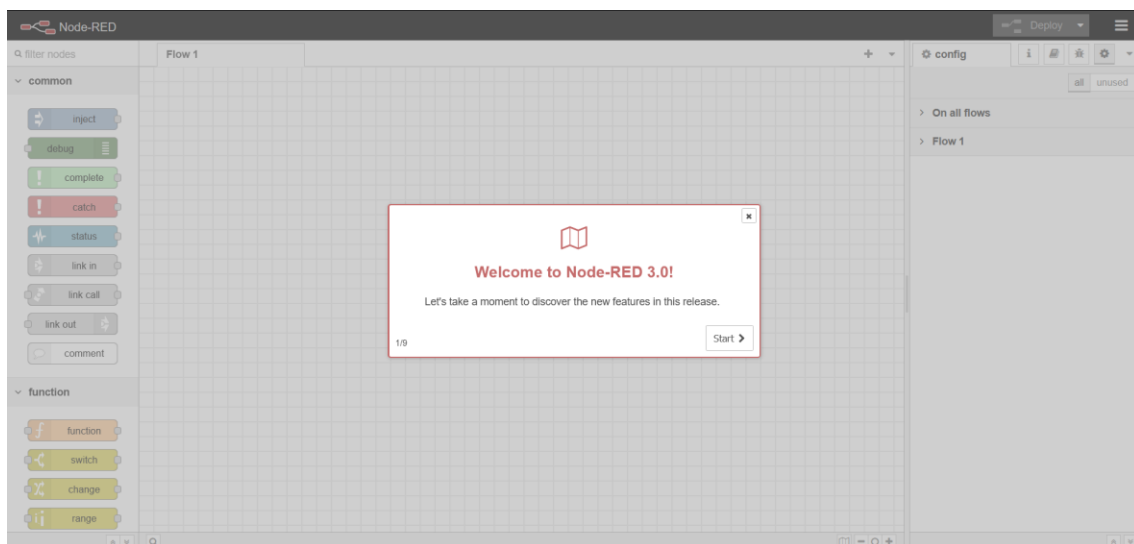 Node-RED
Deploy
filter nodes
Flow 1
config
all unused
common
inject
debug
complete
catch
status
link in
link call
link out
comment
function
function
switch
change
range
On all flows
Flow 1
Welcome to Node-RED 3.0!
Let's take a moment to discover the new features in this release.
1/9
Start